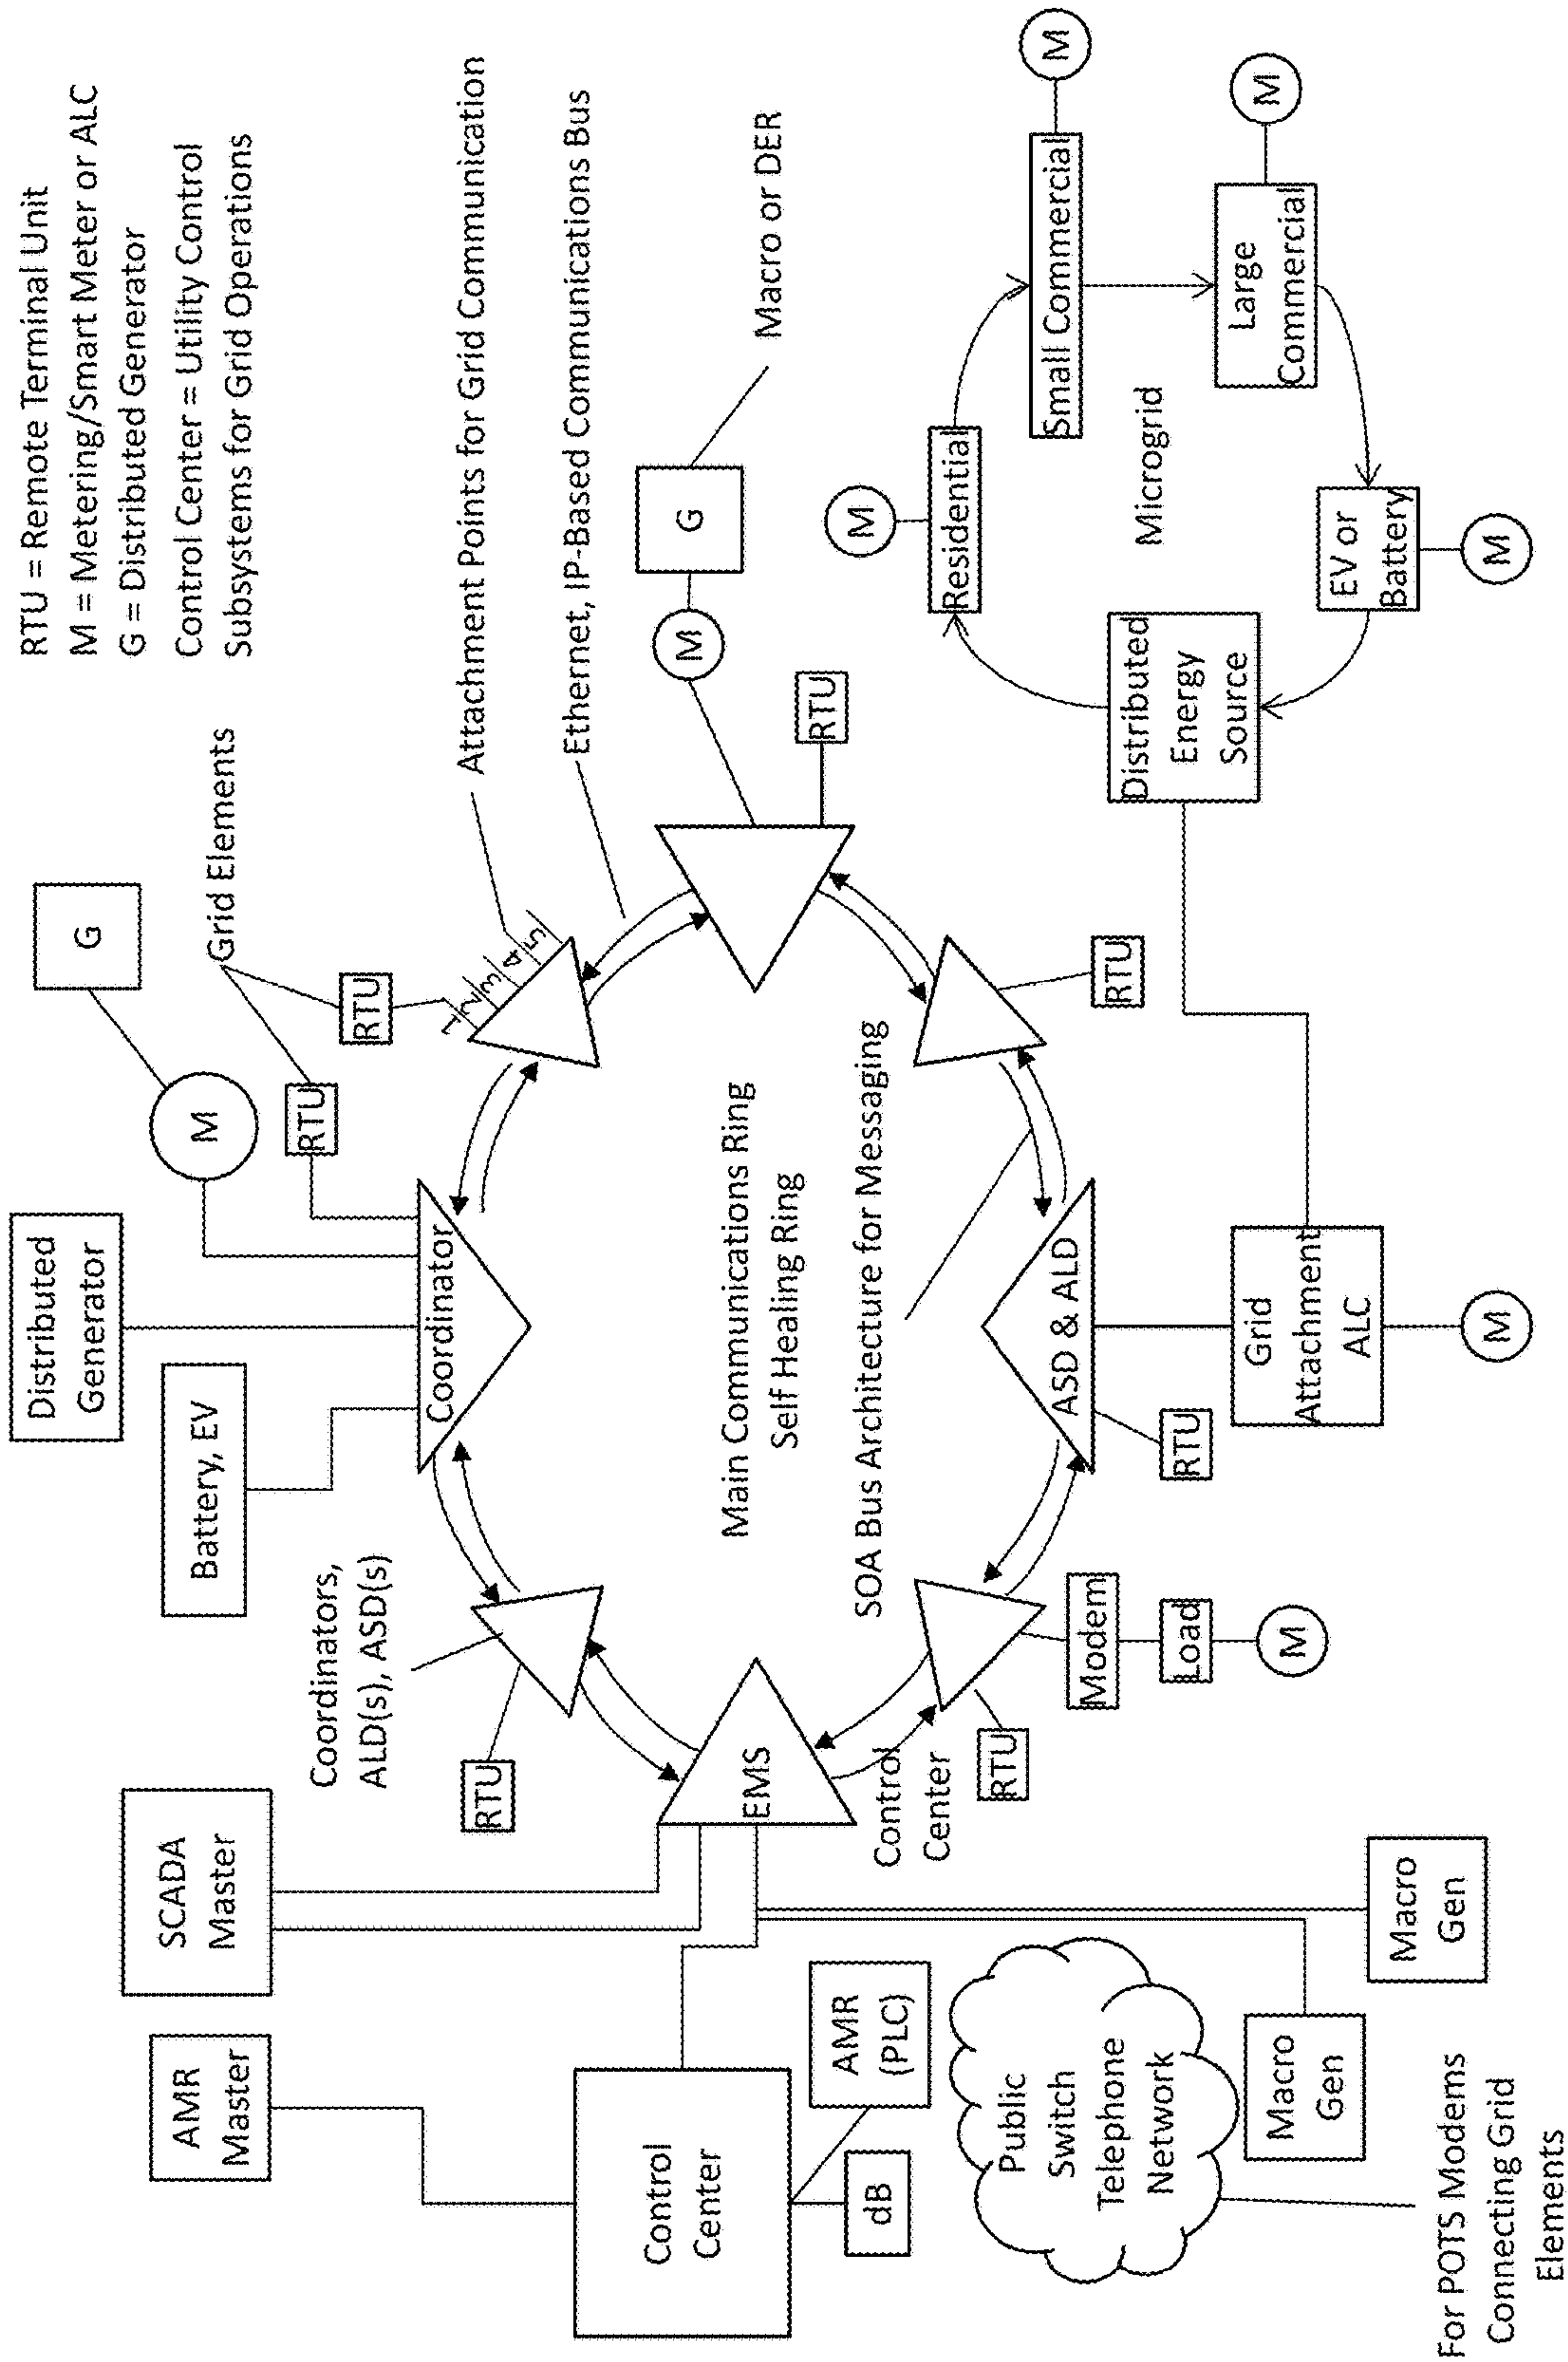 RTU = Remote Terminal Unit
M = Metering/Smart Meter or ALC
G = Distributed Generator
Control Center = Utility Control
Subsystems for Grid Operations
AMR
Master
SCADA
Master
Battery, EV
Distributed
Generator
M
G
RTU
Grid Elements
RTU
Attachment Points for Grid Communication
Ethernet, IP-Based Communications Bus
1
2
3
4
5
Coordinators,
ALD(s), ASD(s)
RTU
Coordinator
Control
Center
EMS
Main Communications Ring
Self Healing Ring
SOA Bus Architecture for Messaging
M
G
Macro or DER
RTU
AMR
(PLC)
dB
Control
Center
RTU
Modem
Load
M
ASD & ALD
RTU
RTU
Grid
Attachment
ALC
M
Public
Switch
Telephone
Network
Macro
Gen
Macro
Gen
For POTS Modems
Connecting Grid
Elements
Distributed
Energy
Source
Residential
M
Small Commercial
M
Microgrid
Large
Commercial
M
EV or
Battery
M